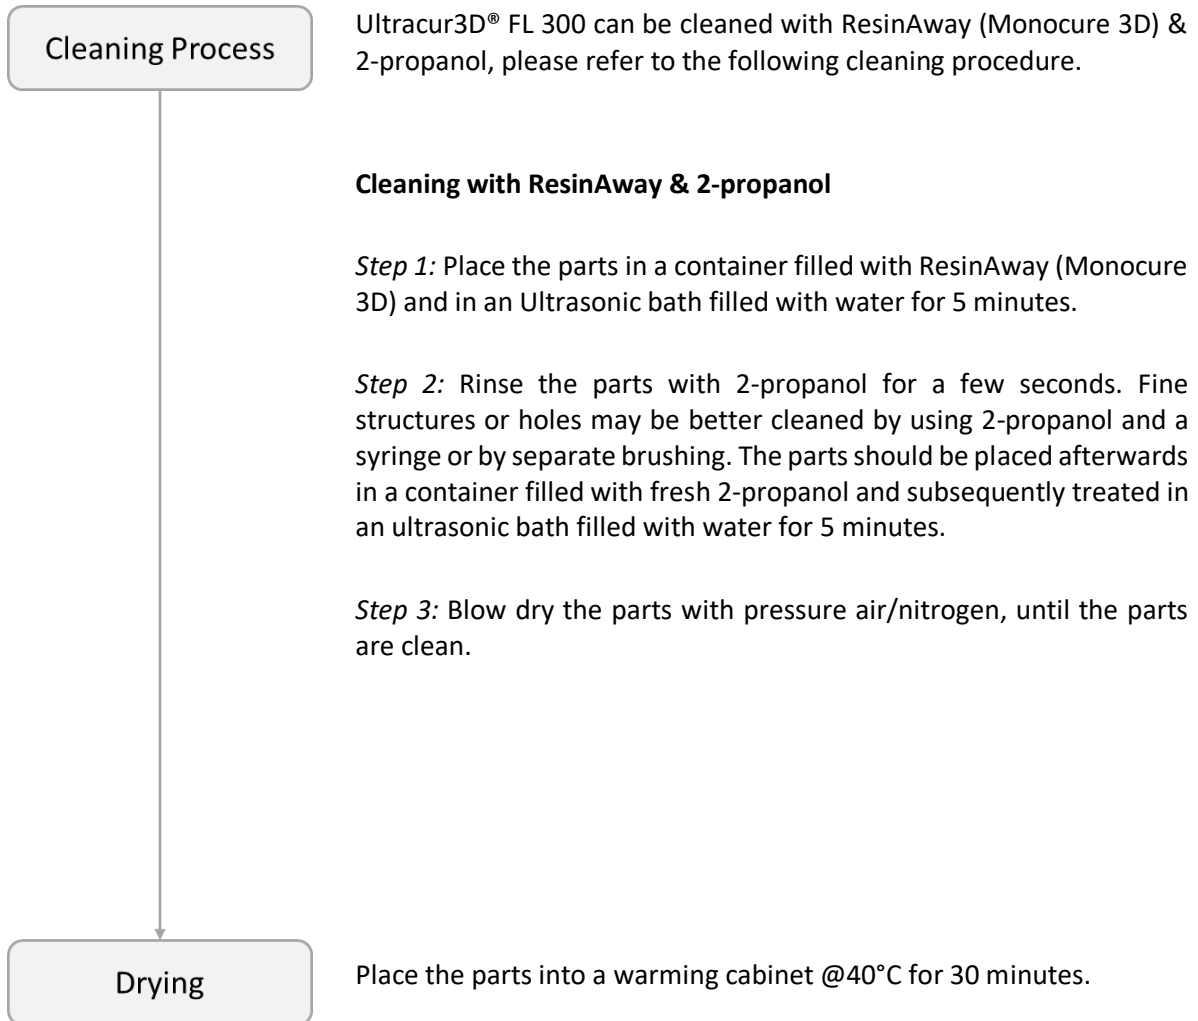 Cleaning Process
Ultracur3D® FL 300 can be cleaned with ResinAway (Monocure 3D) &
2-propanol, please refer to the following cleaning procedure.
Cleaning with ResinAway & 2-propanol
Step 1: Place the parts in a container filled with ResinAway (Monocure
3D) and in an Ultrasonic bath filled with water for 5 minutes.
Step 2: Rinse the parts with 2-propanol for a few seconds. Fine
structures or holes may be better cleaned by using 2-propanol and a
syringe or by separate brushing. The parts should be placed afterwards
in a container filled with fresh 2-propanol and subsequently treated in
an ultrasonic bath filled with water for 5 minutes.
Step 3: Blow dry the parts with pressure air/nitrogen, until the parts
are clean.
Drying
Place the parts into a warming cabinet @40°C for 30 minutes.